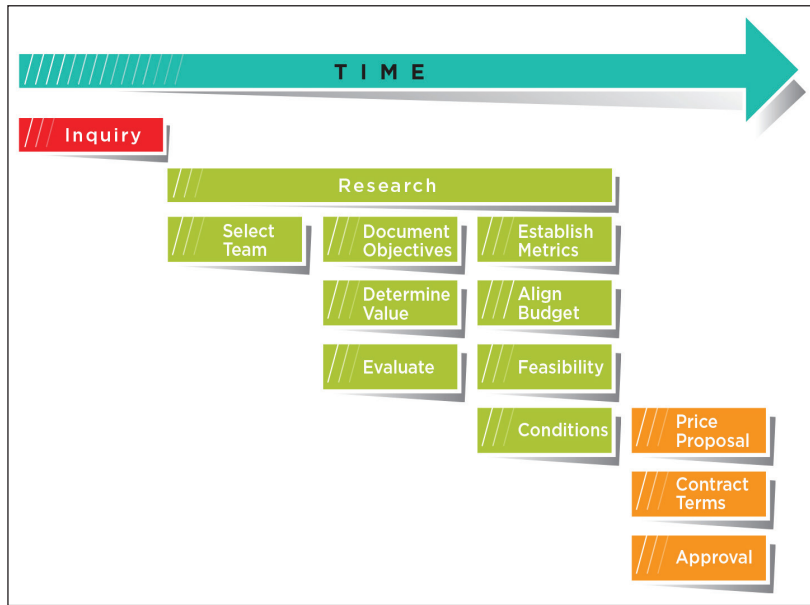 TIME
Inquiry
Research
Select
Team
Document
Objectives
Establish
Metrics
Determine
Value
Align
Budget
Evaluate
Feasibility
Conditions
Price
Proposal
Contract
Terms
Approval